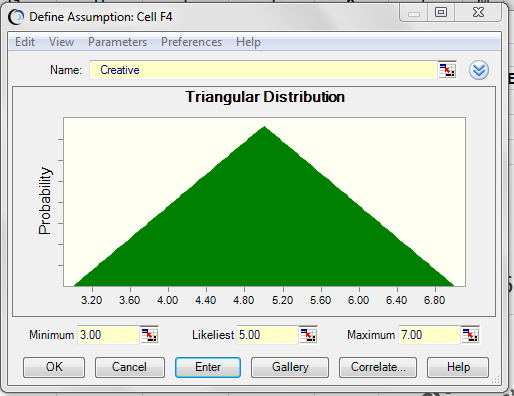 Define Assumption: Cell F4
Edit View Parameters Preferences Help
Name: Creative
Triangular Distribution
Probability
3.20 3.60 4.00 4.40 4.80 5.20 5.60 6.00 6.40 6.80
Minimum 3.00 Likeliest 5.00 Maximum 7.00
OK Cancel Enter Gallery Correlate... Help